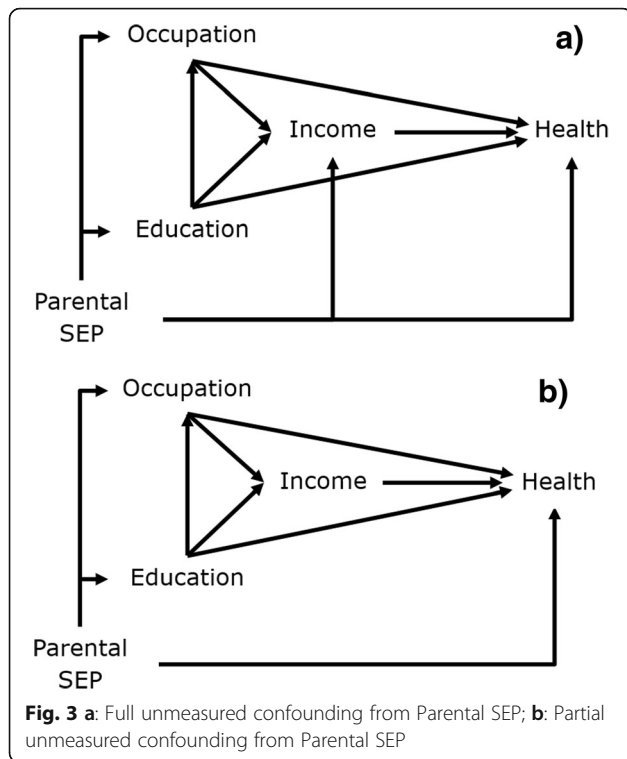 Occupation
a)
Income
Health
Education
Parental
SEP
Occupation
b)
Income
Health
Education
Parental
SEP
Fig. 3 a: Full unmeasured confounding from Parental SEP; b: Partial
unmeasured confounding from Parental SEP